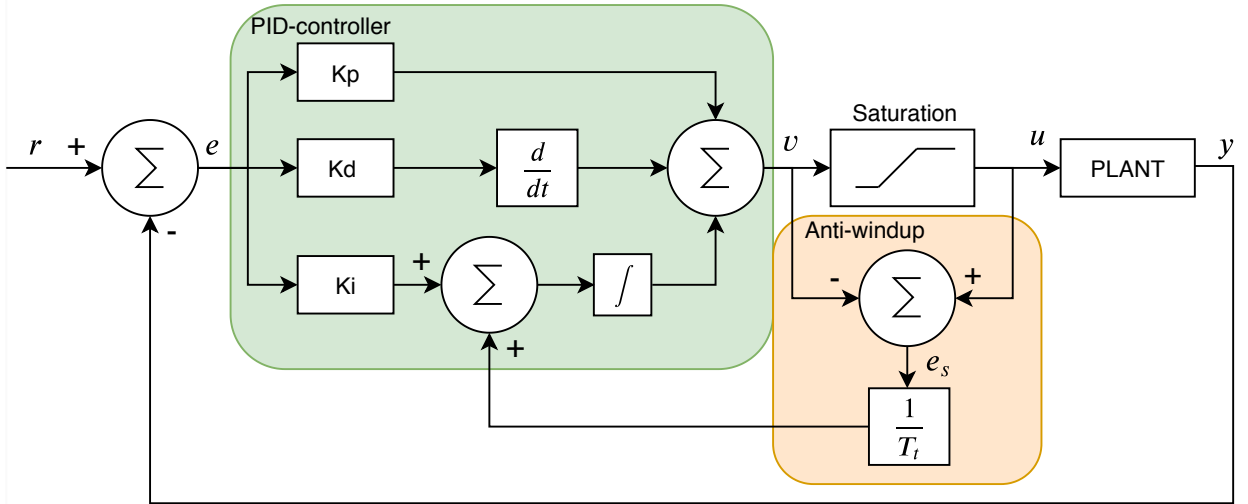 PID-controller
Kp
r
+
∑
e
Kd
d
dt
∑
v
Saturation
u
PLANT
y
-
Ki
+
∑
∫
+
Anti-windup
-
∑
+
e_s
1
T_t